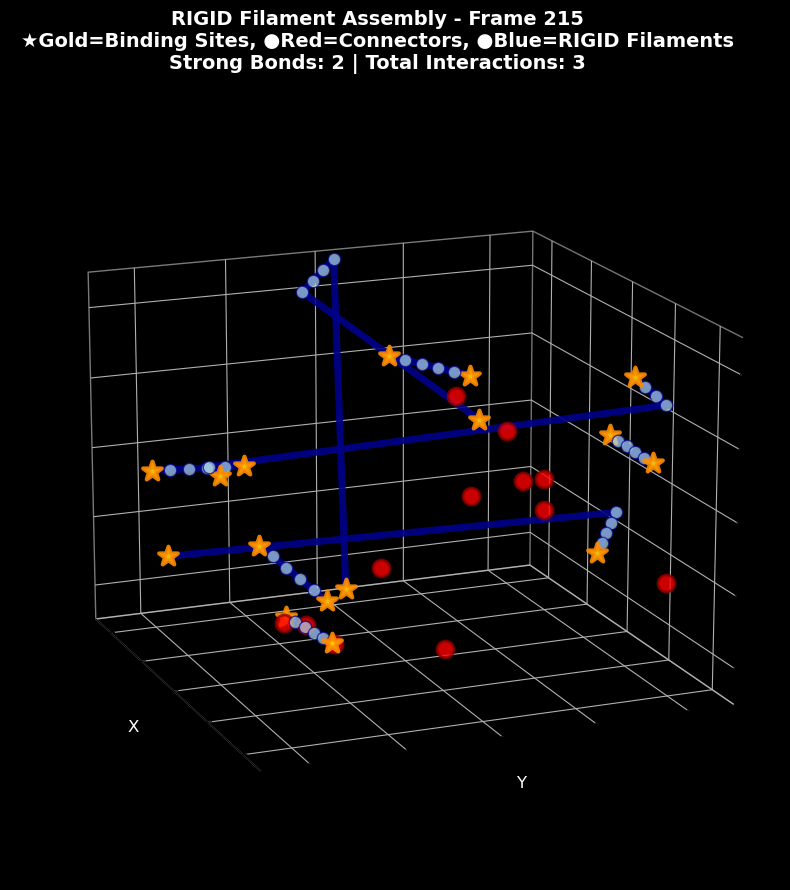 RIGID Filament Assembly - Frame 215
★Gold=Binding Sites, ●Red=Connectors, ●Blue=RIGID Filaments
Strong Bonds: 2 | Total Interactions: 3
X
Y